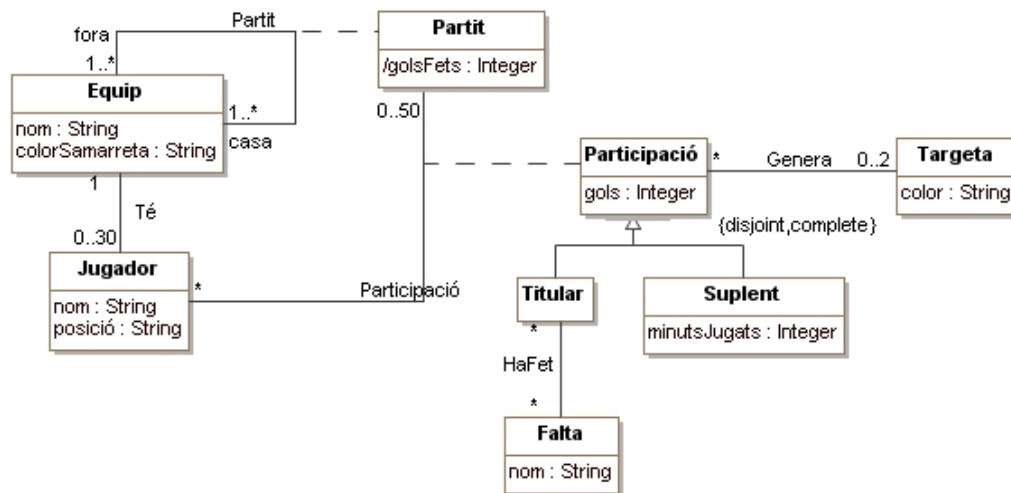 Partit
fora
1..*
Equip
nom : String
colorSamarreta : String
1..*
casa
1
Té
0..30
Jugador
nom : String
posició : String
*
Participació
Partit
/golsFets : Integer
0..50
Participació
gols : Integer
*
Genera
0..2
Targeta
color : String
{disjoint,complete}
Titular
Suplent
minutsJugats : Integer
*
HaFet
*
Falta
nom : String